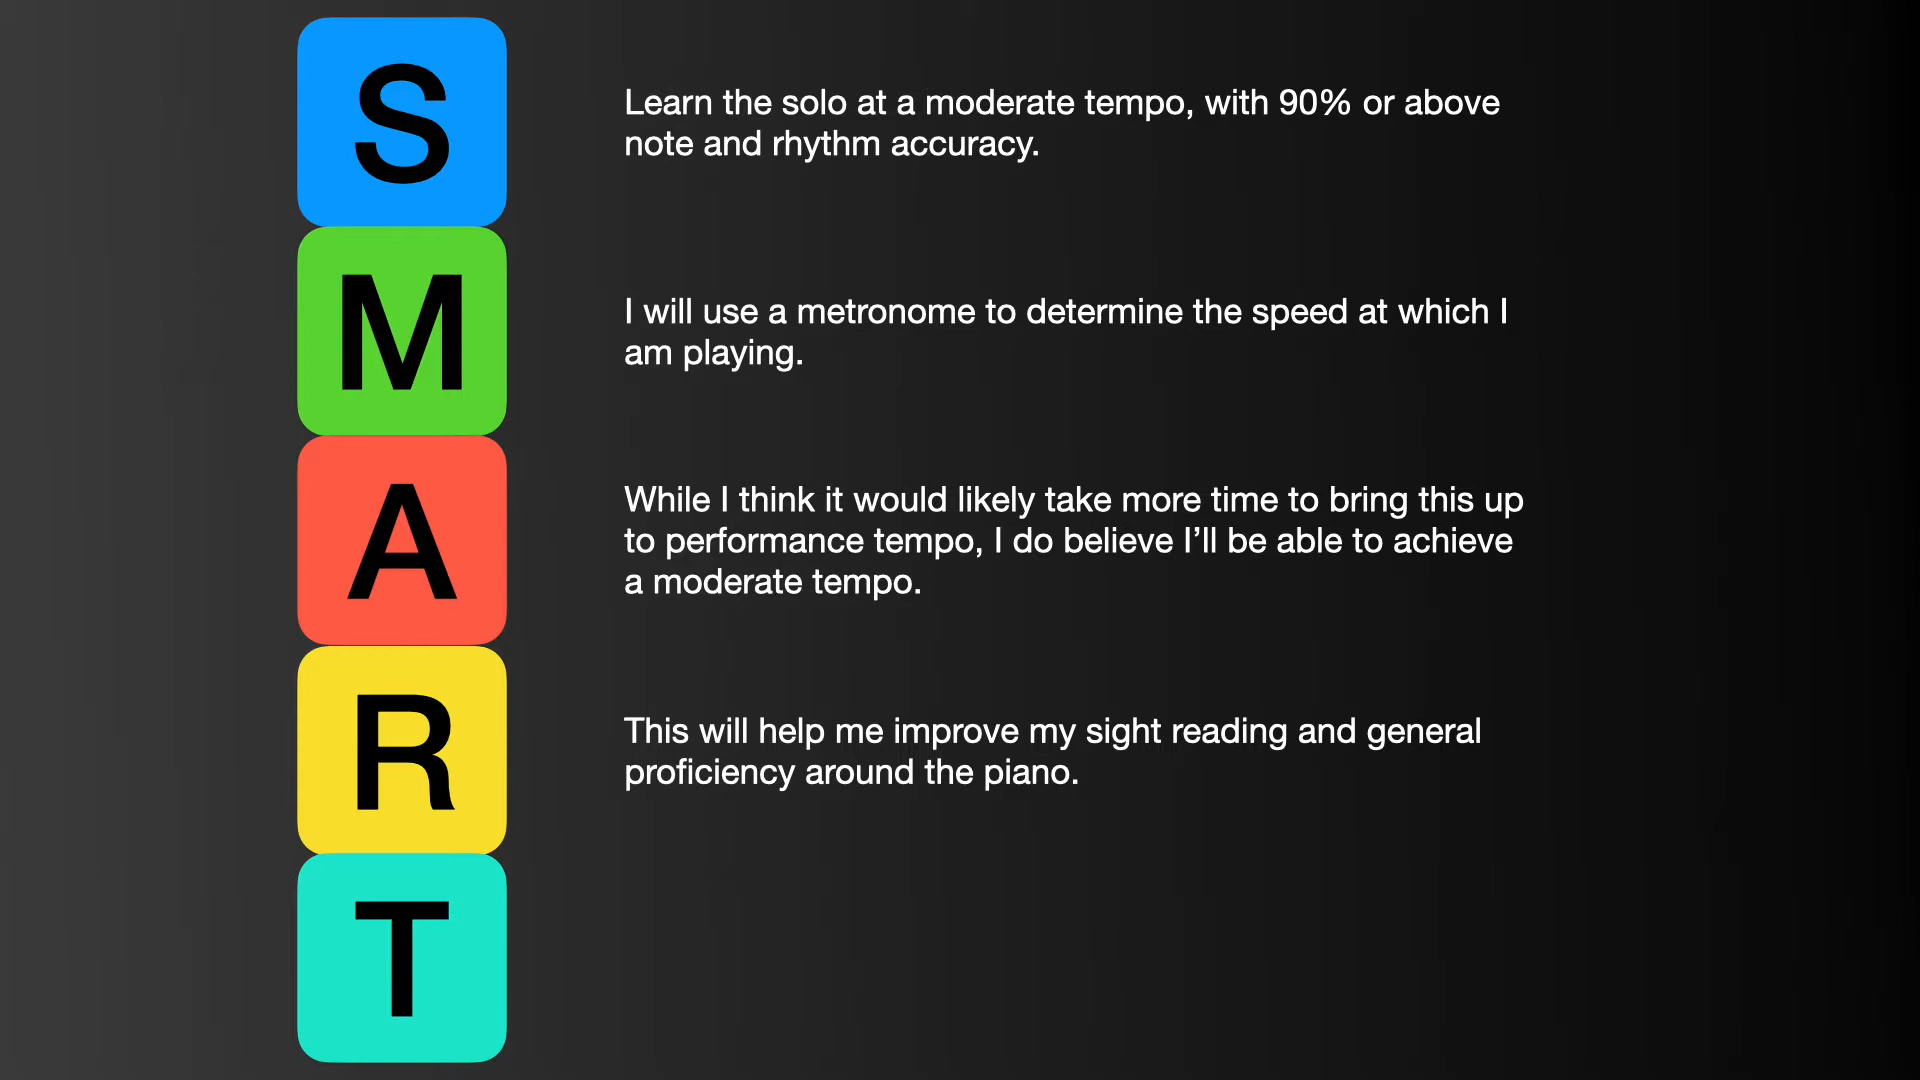 S
Learn the solo at a moderate tempo, with 90% or above
note and rhythm accuracy.
M
I will use a metronome to determine the speed at which I
am playing.
A
While I think it would likely take more time to bring this up
to performance tempo, I do believe I’ll be able to achieve
a moderate tempo.
R
This will help me improve my sight reading and general
proficiency around the piano.
T